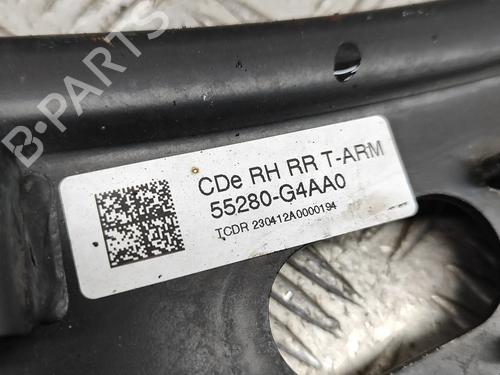 B-PARTS
CDe RH RR T-ARM
55280-G4AA0
TCDR 230412A0000194